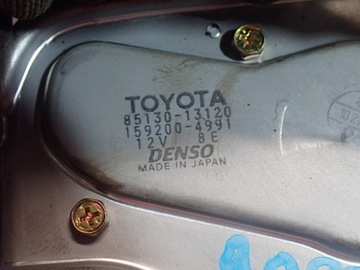 TOYOTA
85130-13120
159200-4991
12V 8E
DENSO
MADE IN JAPAN